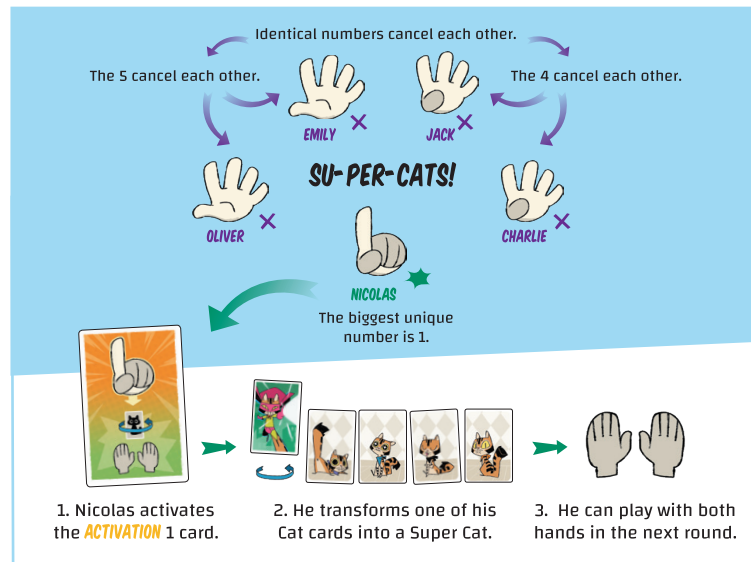 Identical numbers cancel each other.
The 5 cancel each other.
The 4 cancel each other.
EMILY
JACK
SU-PER-CATS!
OLIVER
CHARLIE
NICOLAS
The biggest unique
number is 1.
1. Nicolas activates
the ACTIVATION 1 card.
2. He transforms one of his
Cat cards into a Super Cat.
3. He can play with both
hands in the next round.